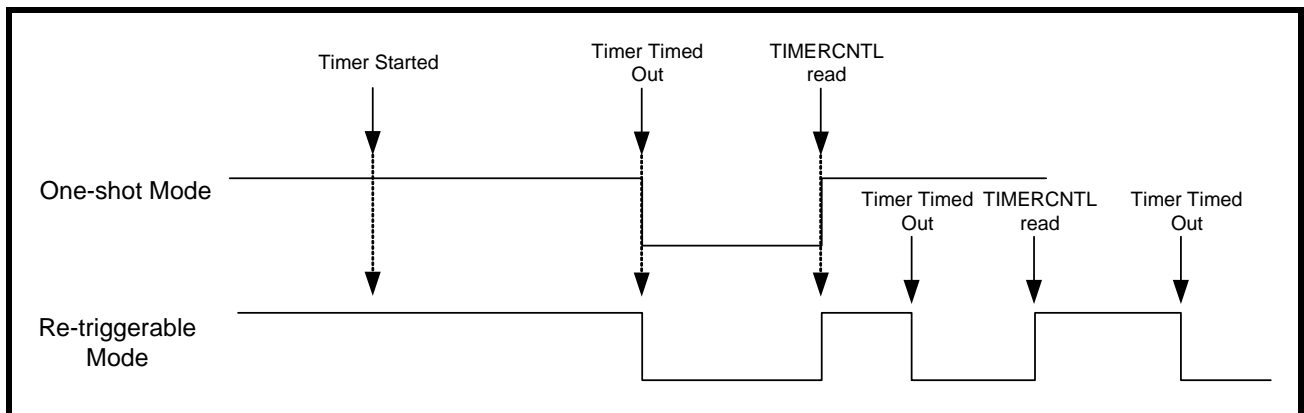 Timer Started
Timer Timed
Out
TIMERCNTL
read
One-shot Mode
Timer Timed
Out
TIMERCNTL
read
Timer Timed
Out
Re-triggerable
Mode